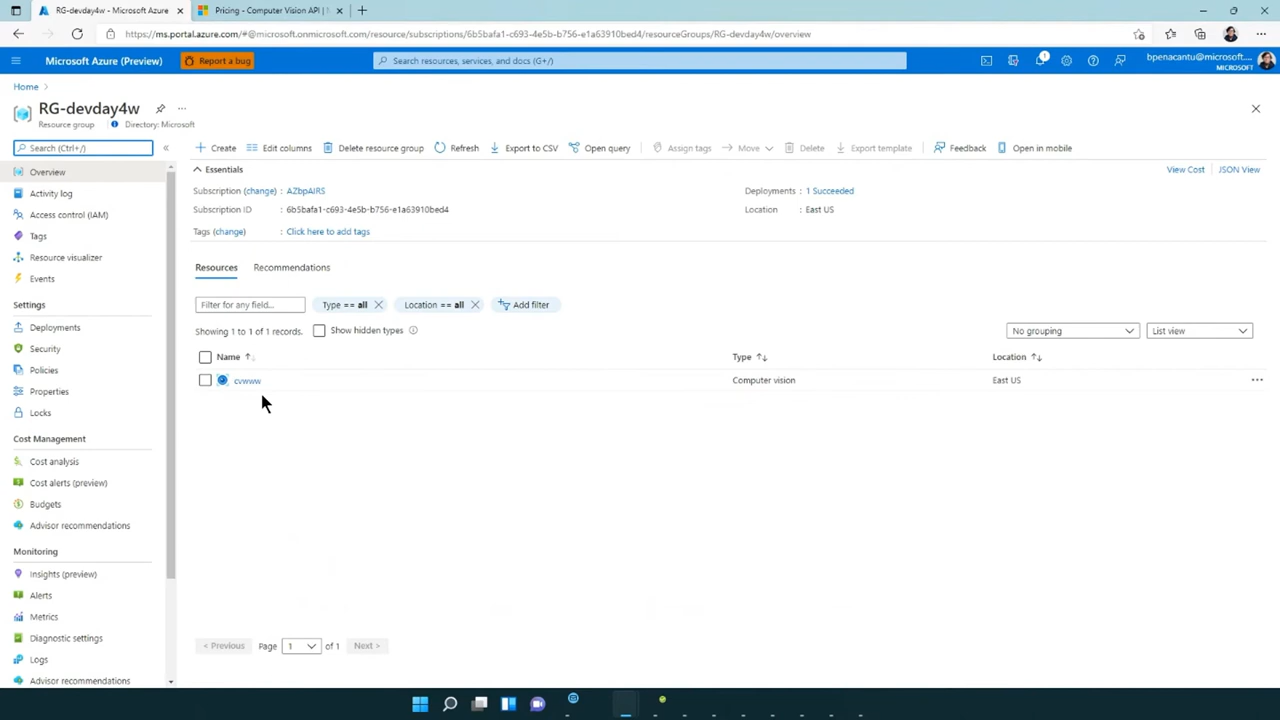 RG-devday4w - Microsoft Azure
Pricing - Computer Vision API | M
https://ms.portal.azure.com/#@microsoft.onmicrosoft.com/resource/subscriptions/6b5bafa1-c693-4e5b-b756-e1a63910bed4/resourceGroups/RG-devday4w/overview
Microsoft Azure (Preview)
Report a bug
Search resources, services, and docs (G+/)
1
bpenacantu@microsoft....
MICROSOFT
Home >
RG-devday4w
...
Resource group
Directory: Microsoft
Search (Ctrl+/)
«
Create
Edit columns
Delete resource group
Refresh
Export to CSV
Open query
Assign tags
Move
Delete
Export template
Feedback
Open in mobile
Essentials
View Cost
JSON View
Subscription (change) : AZbpAIRS
Deployments : 1 Succeeded
Subscription ID : 6b5bafa1-c693-4e5b-b756-e1a63910bed4
Location : East US
Tags (change) : Click here to add tags
Overview
Activity log
Access control (IAM)
Tags
Resource visualizer
Events
Settings
Deployments
Security
Policies
Properties
Locks
Cost Management
Cost analysis
Cost alerts (preview)
Budgets
Advisor recommendations
Monitoring
Insights (preview)
Alerts
Metrics
Diagnostic settings
Logs
Advisor recommendations
Resources
Recommendations
Filter for any field...
Type == all
Location == all
Add filter
Showing 1 to 1 of 1 records.
Show hidden types
No grouping
List view
Name
Type
Location
cvwww
Computer vision
East US
...
< Previous
Page
1
of 1
Next >